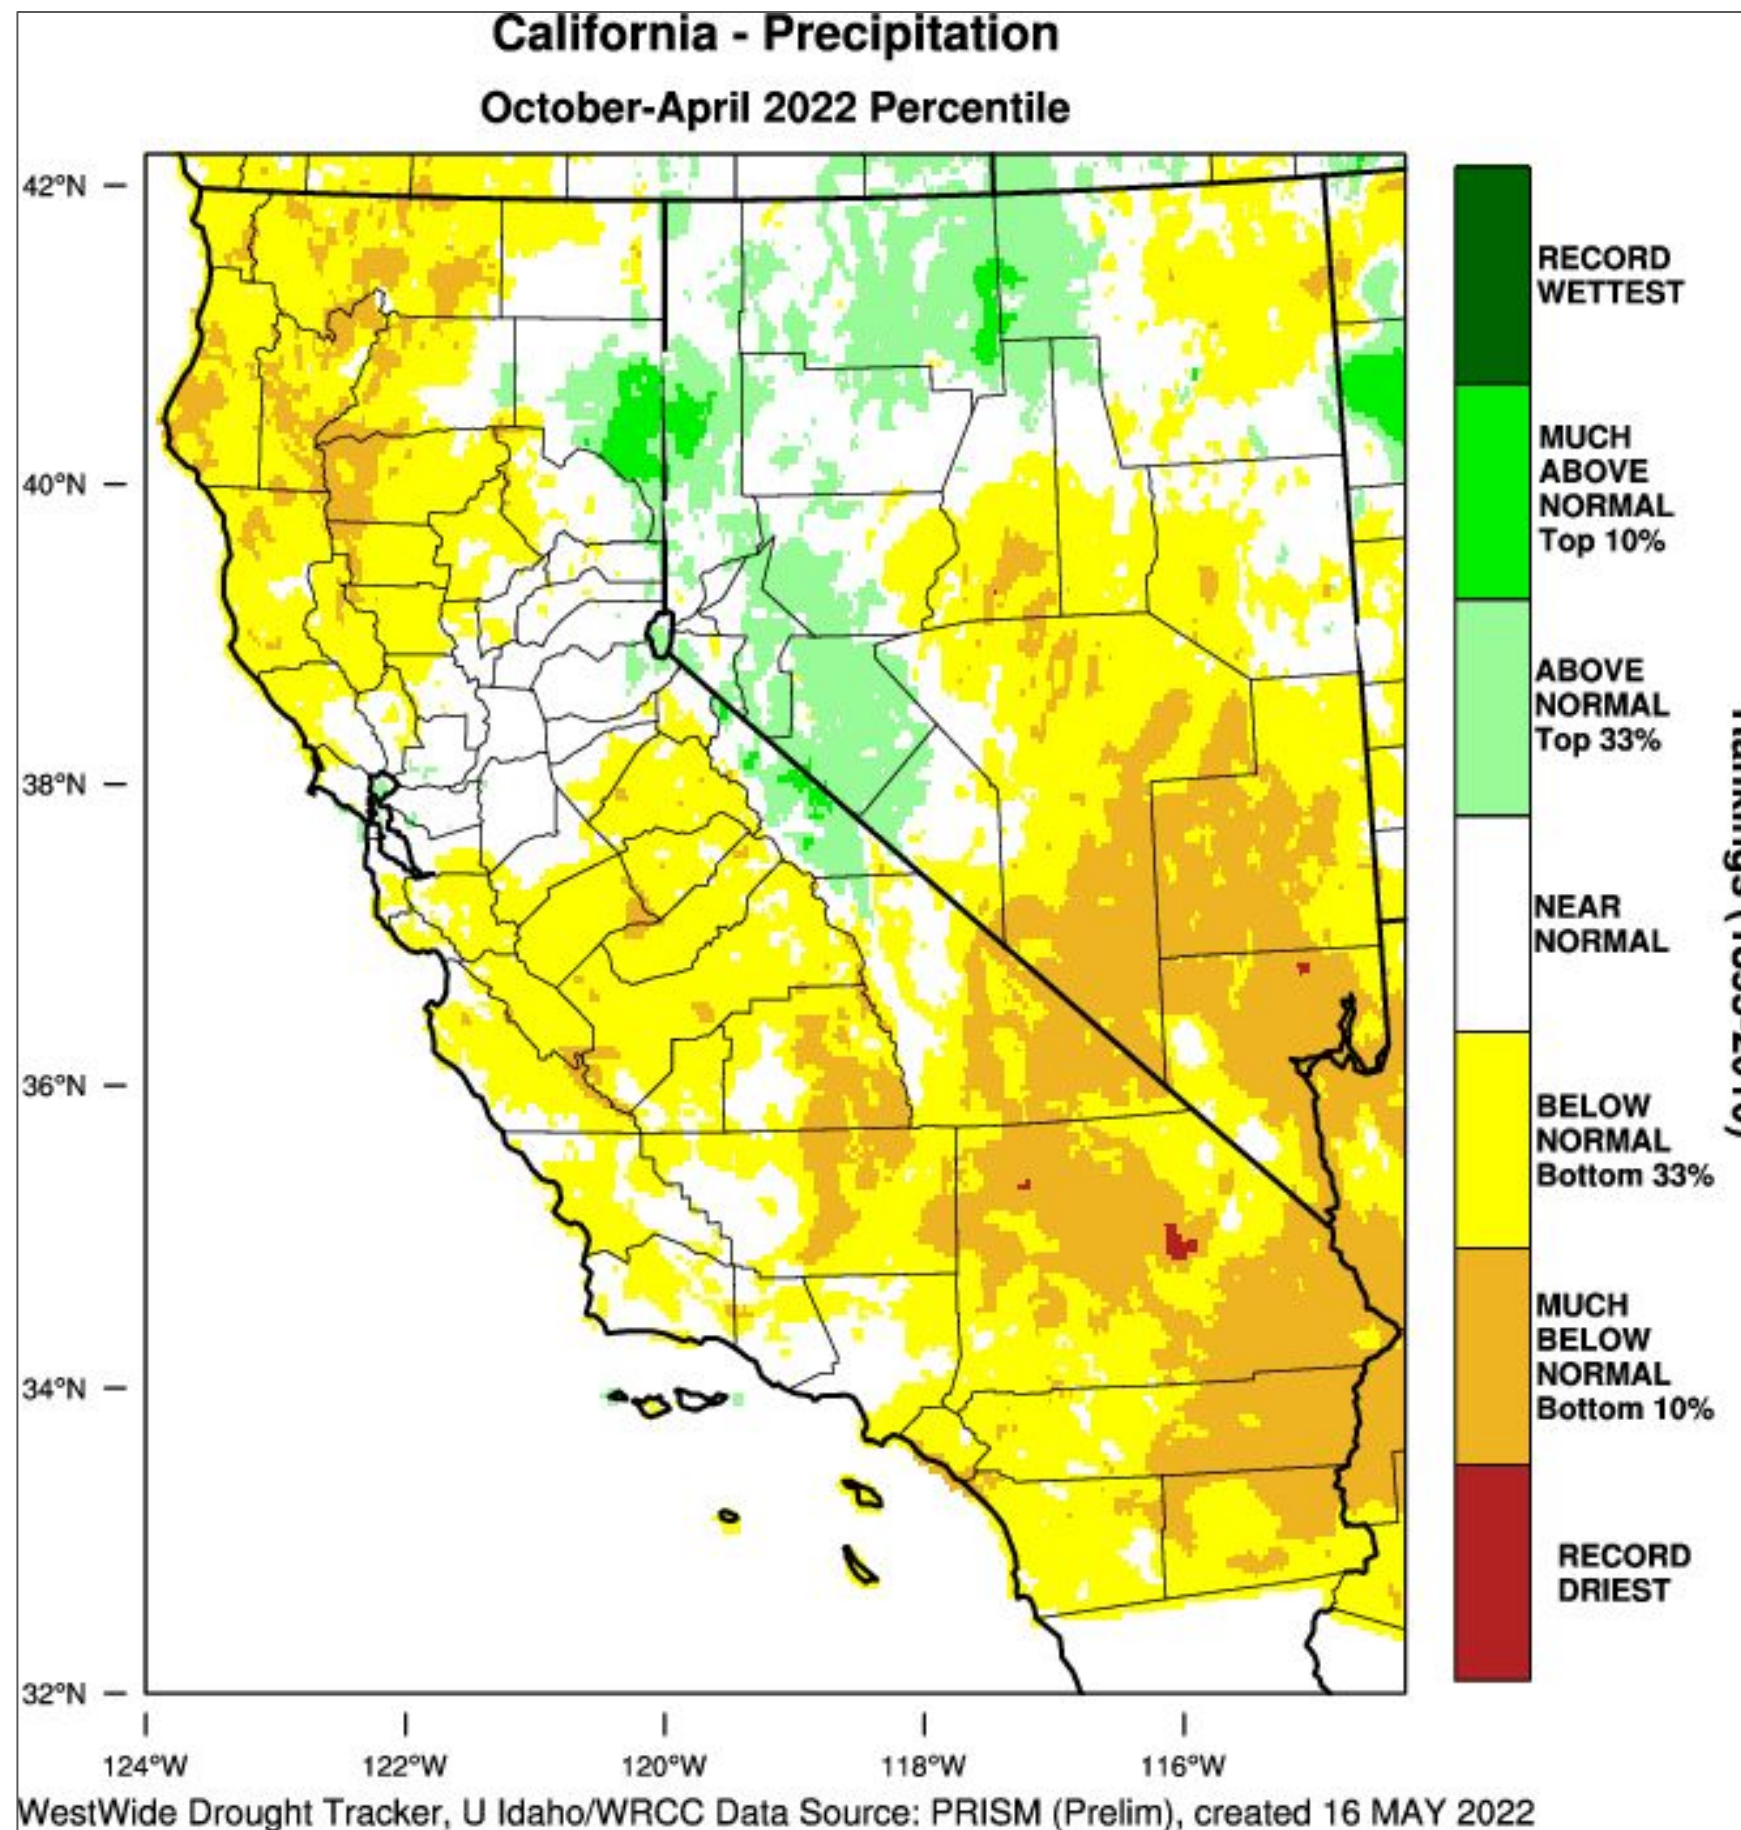 California - Precipitation
October-April 2022 Percentile
42°N
40°N
38°N
36°N
34°N
32°N
124°W
122°W
120°W
118°W
116°W
RECORD
WETTEST
MUCH
ABOVE
NORMAL
Top 10%
ABOVE
NORMAL
Top 33%
NEAR
NORMAL
BELOW
NORMAL
Bottom 33%
MUCH
BELOW
NORMAL
Bottom 10%
RECORD
DRIEST
WestWide Drought Tracker, U Idaho/WRCC Data Source: PRISM (Prelim), created 16 MAY 2022